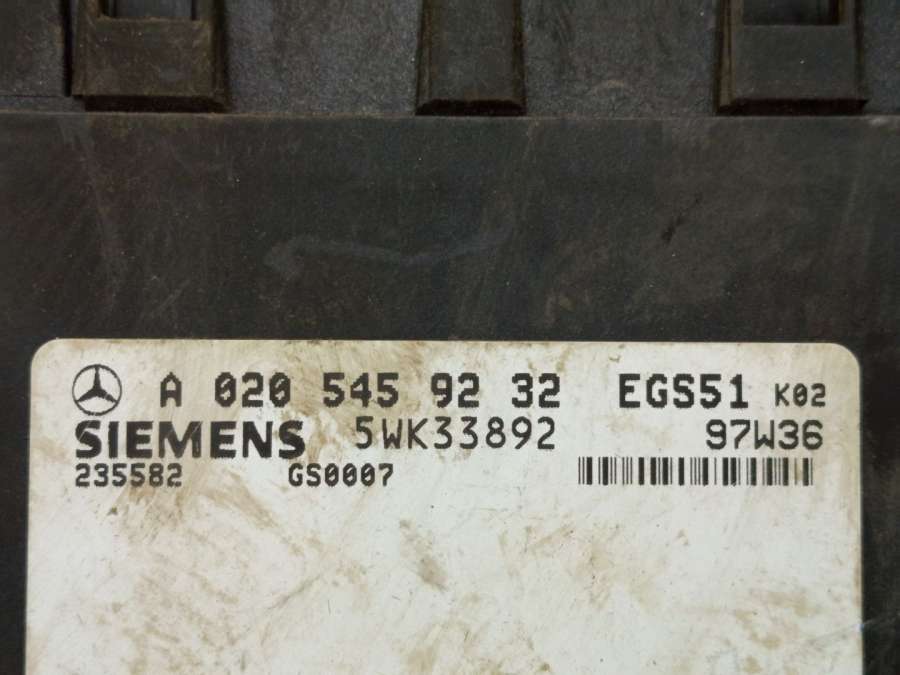 A 020 545 92 32 EGS51 K02
SIEMENS 5WK33892 97W36
235582 GS0007